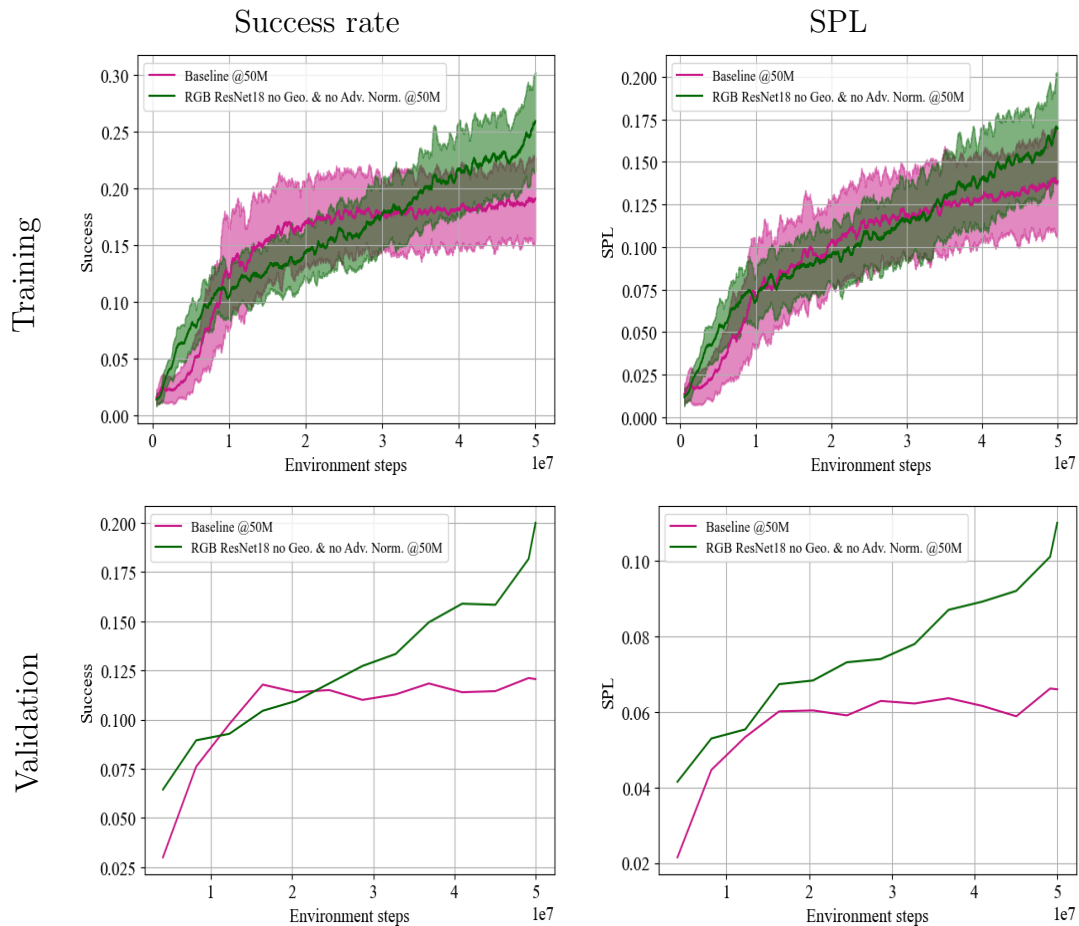 Success rate
SPL
Training
Success
0.30
0.25
0.20
0.15
0.10
0.05
0.00
Baseline @50M
RGB ResNet18 no Geo. & no Adv. Norm. @50M
0 1 2 3 4 5
1e7
Environment steps
SPL
0.200
0.175
0.150
0.125
0.100
0.075
0.050
0.025
0.000
Baseline @50M
RGB ResNet18 no Geo. & no Adv. Norm. @50M
0 1 2 3 4 5
1e7
Environment steps
Validation
Success
0.200
0.175
0.150
0.125
0.100
0.075
0.050
0.025
Baseline @50M
RGB ResNet18 no Geo. & no Adv. Norm. @50M
1 2 3 4 5
1e7
Environment steps
SPL
0.10
0.08
0.06
0.04
0.02
Baseline @50M
RGB ResNet18 no Geo. & no Adv. Norm. @50M
1 2 3 4 5
1e7
Environment steps